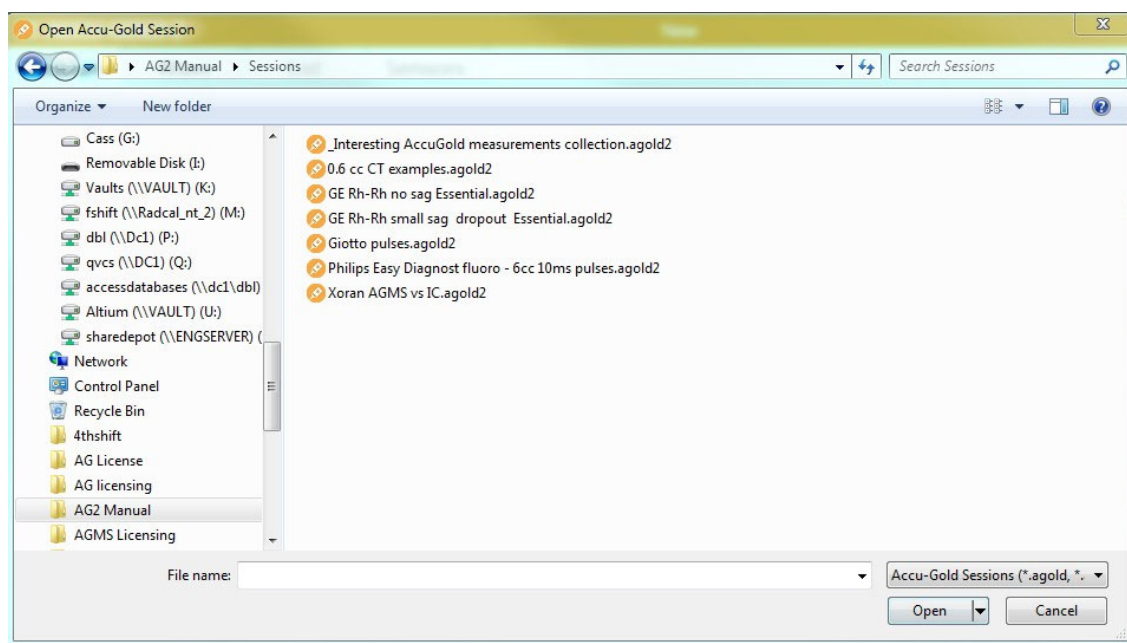 Open Accu-Gold Session
AG2 Manual Sessions
Search Sessions
Organize New folder
Cass (G:)
Removable Disk (I:)
Vaults (\\VAULT) (K:)
fshift (\\Radcal_nt_2) (M:)
dbl (\\Dc1) (P:)
qvcs (\\DC1) (Q:)
accessdatabases (\\dc1\dbl)
Altium (\\VAULT) (U:)
sharedepot (\\ENGSERVER) (
Network
Control Panel
Recycle Bin
4thshift
AG License
AG licensing
AG2 Manual
AGMS Licensing
_Interesting AccuGold measurements collection.agold2
0.6 cc CT examples.agold2
GE Rh-Rh no sag Essential.agold2
GE Rh-Rh small sag  dropout  Essential.agold2
Giotto pulses.agold2
Philips Easy Diagnost fluoro - 6cc 10ms pulses.agold2
Xoran AGMS vs IC.agold2
File name:
Accu-Gold Sessions (*.agold, *.
Open Cancel